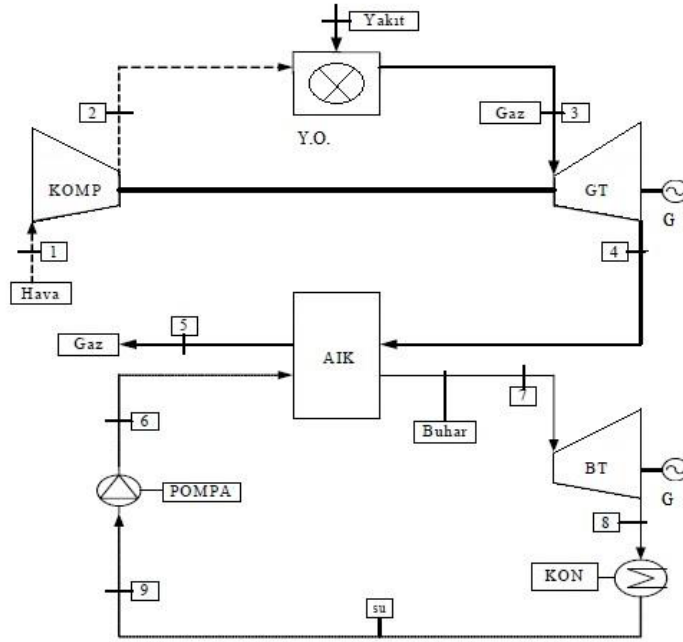 Yakıt
2
Gaz
3
Y.O.
KOMP
GT
G
1
4
Hava
5
Gaz
AIK
7
6
Buhar
BT
POMPA
G
8
KON
9
su